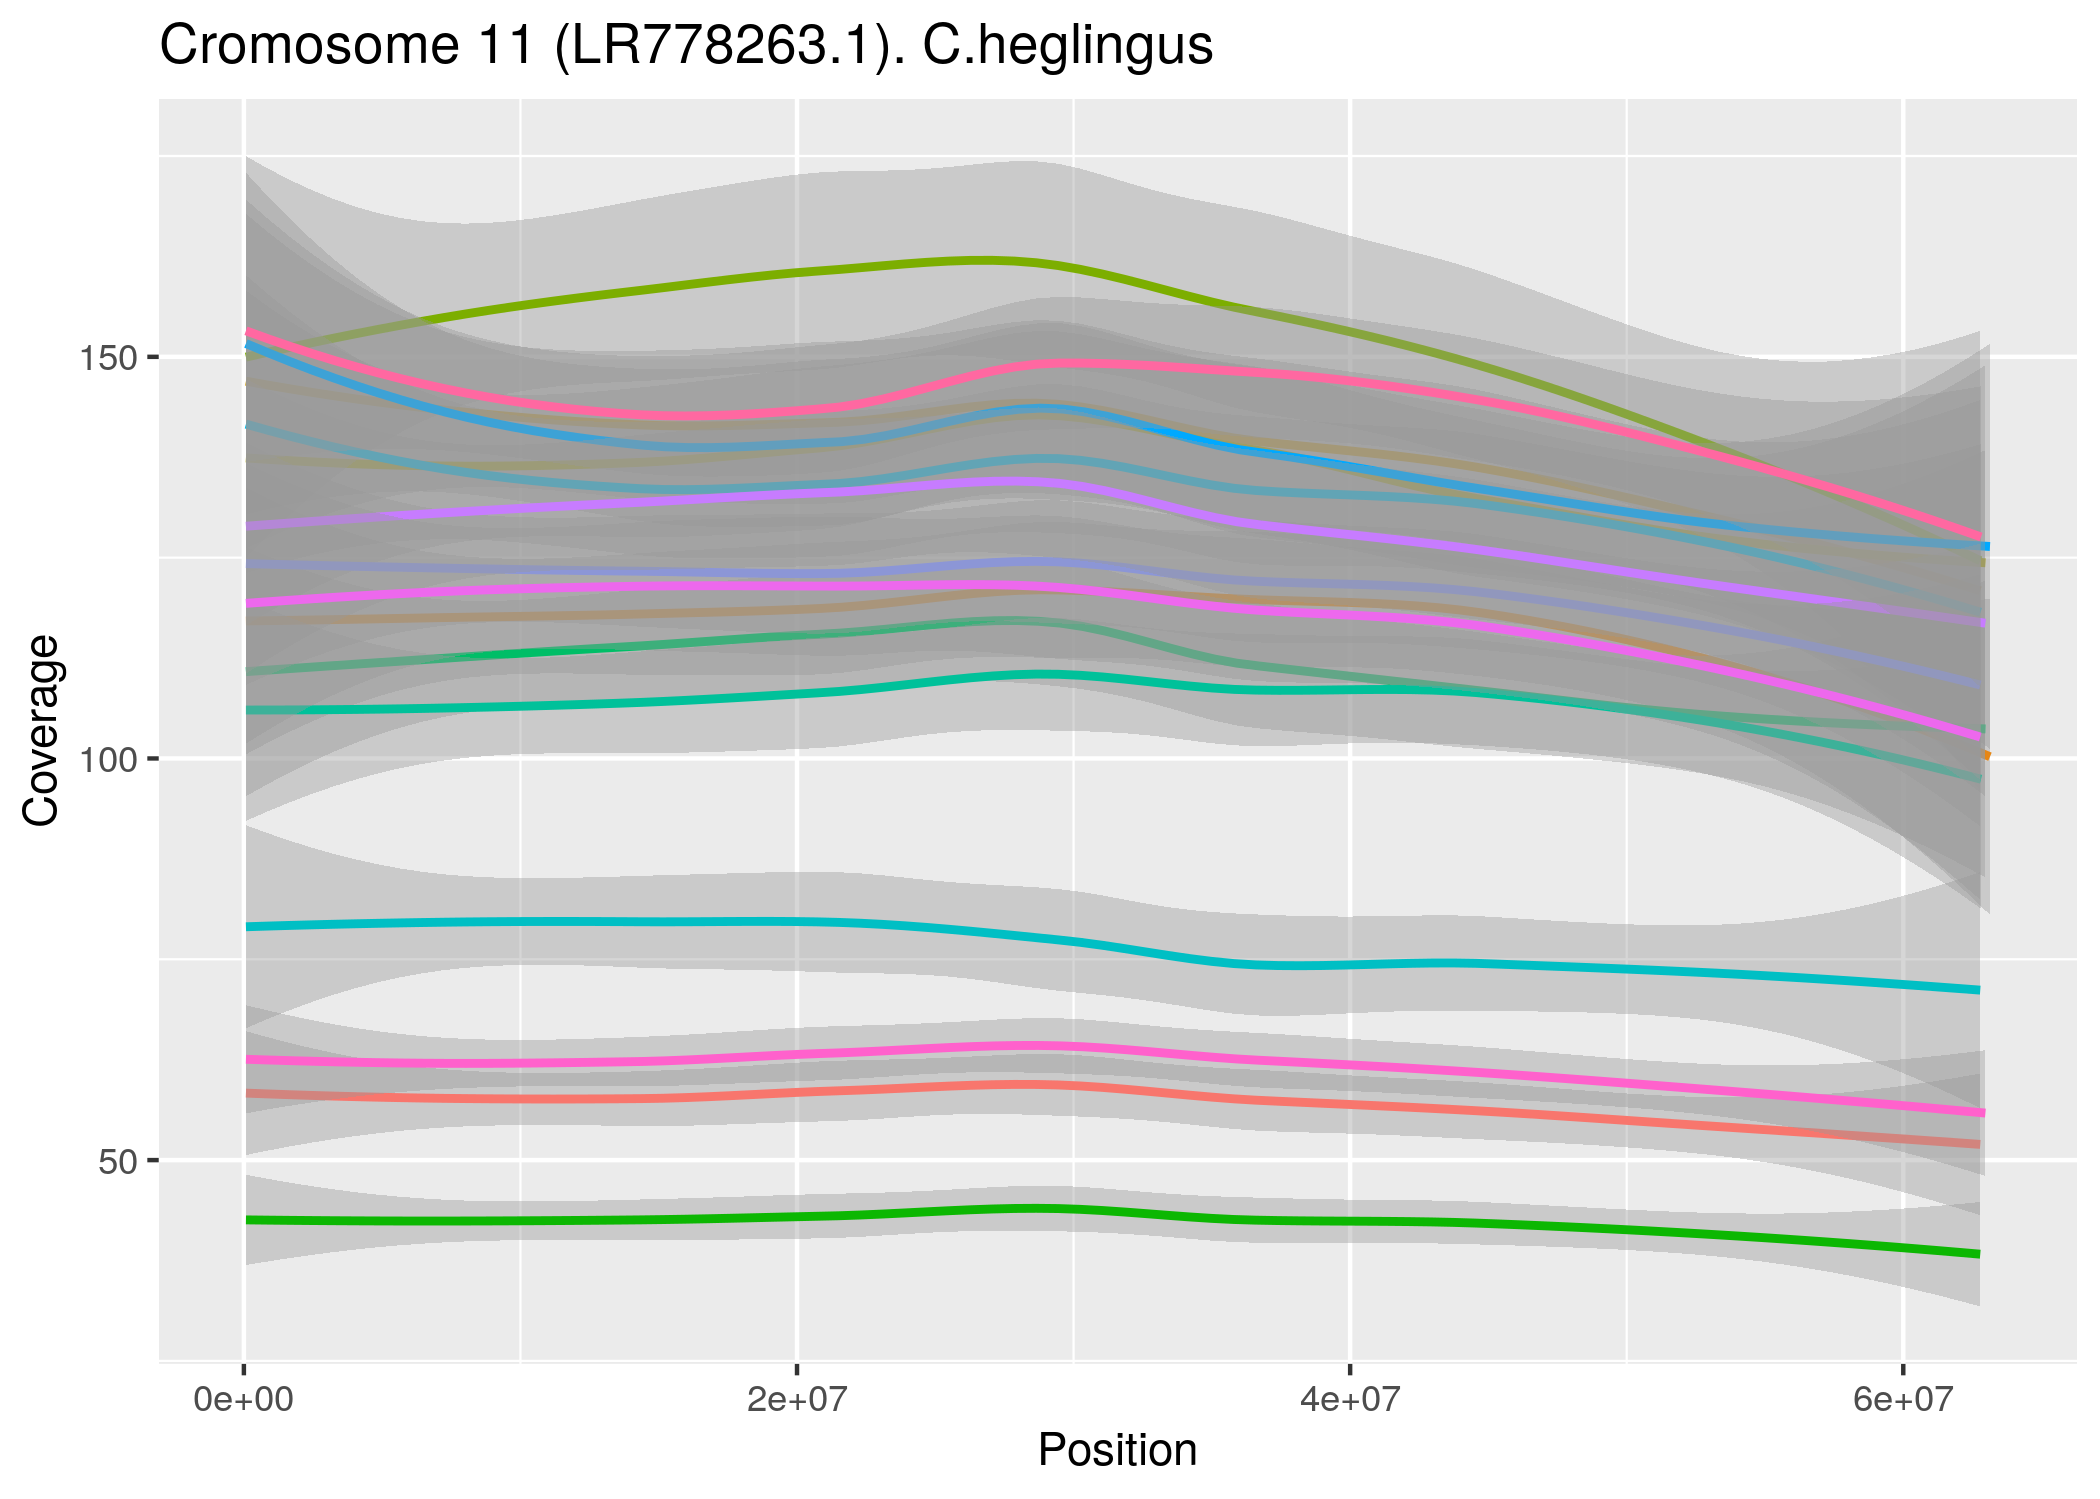 Cromosome 11 (LR778263.1). C.heglingus
150
100
50
Coverage
0e+00 2e+07 4e+07 6e+07
Position